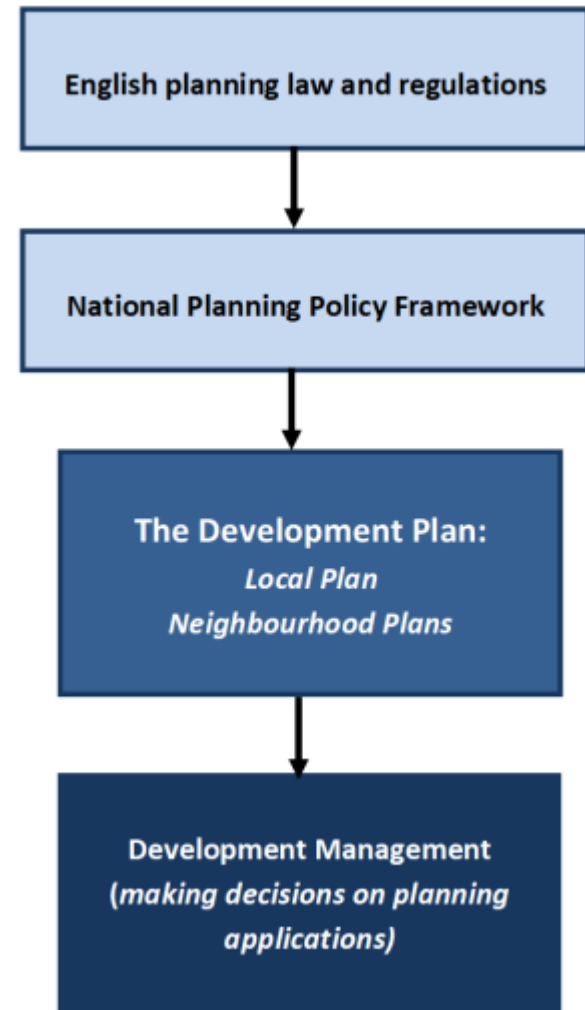 English planning law and regulations
National Planning Policy Framework
The Development Plan:
Local Plan
Neighbourhood Plans
Development Management
(making decisions on planning
applications)